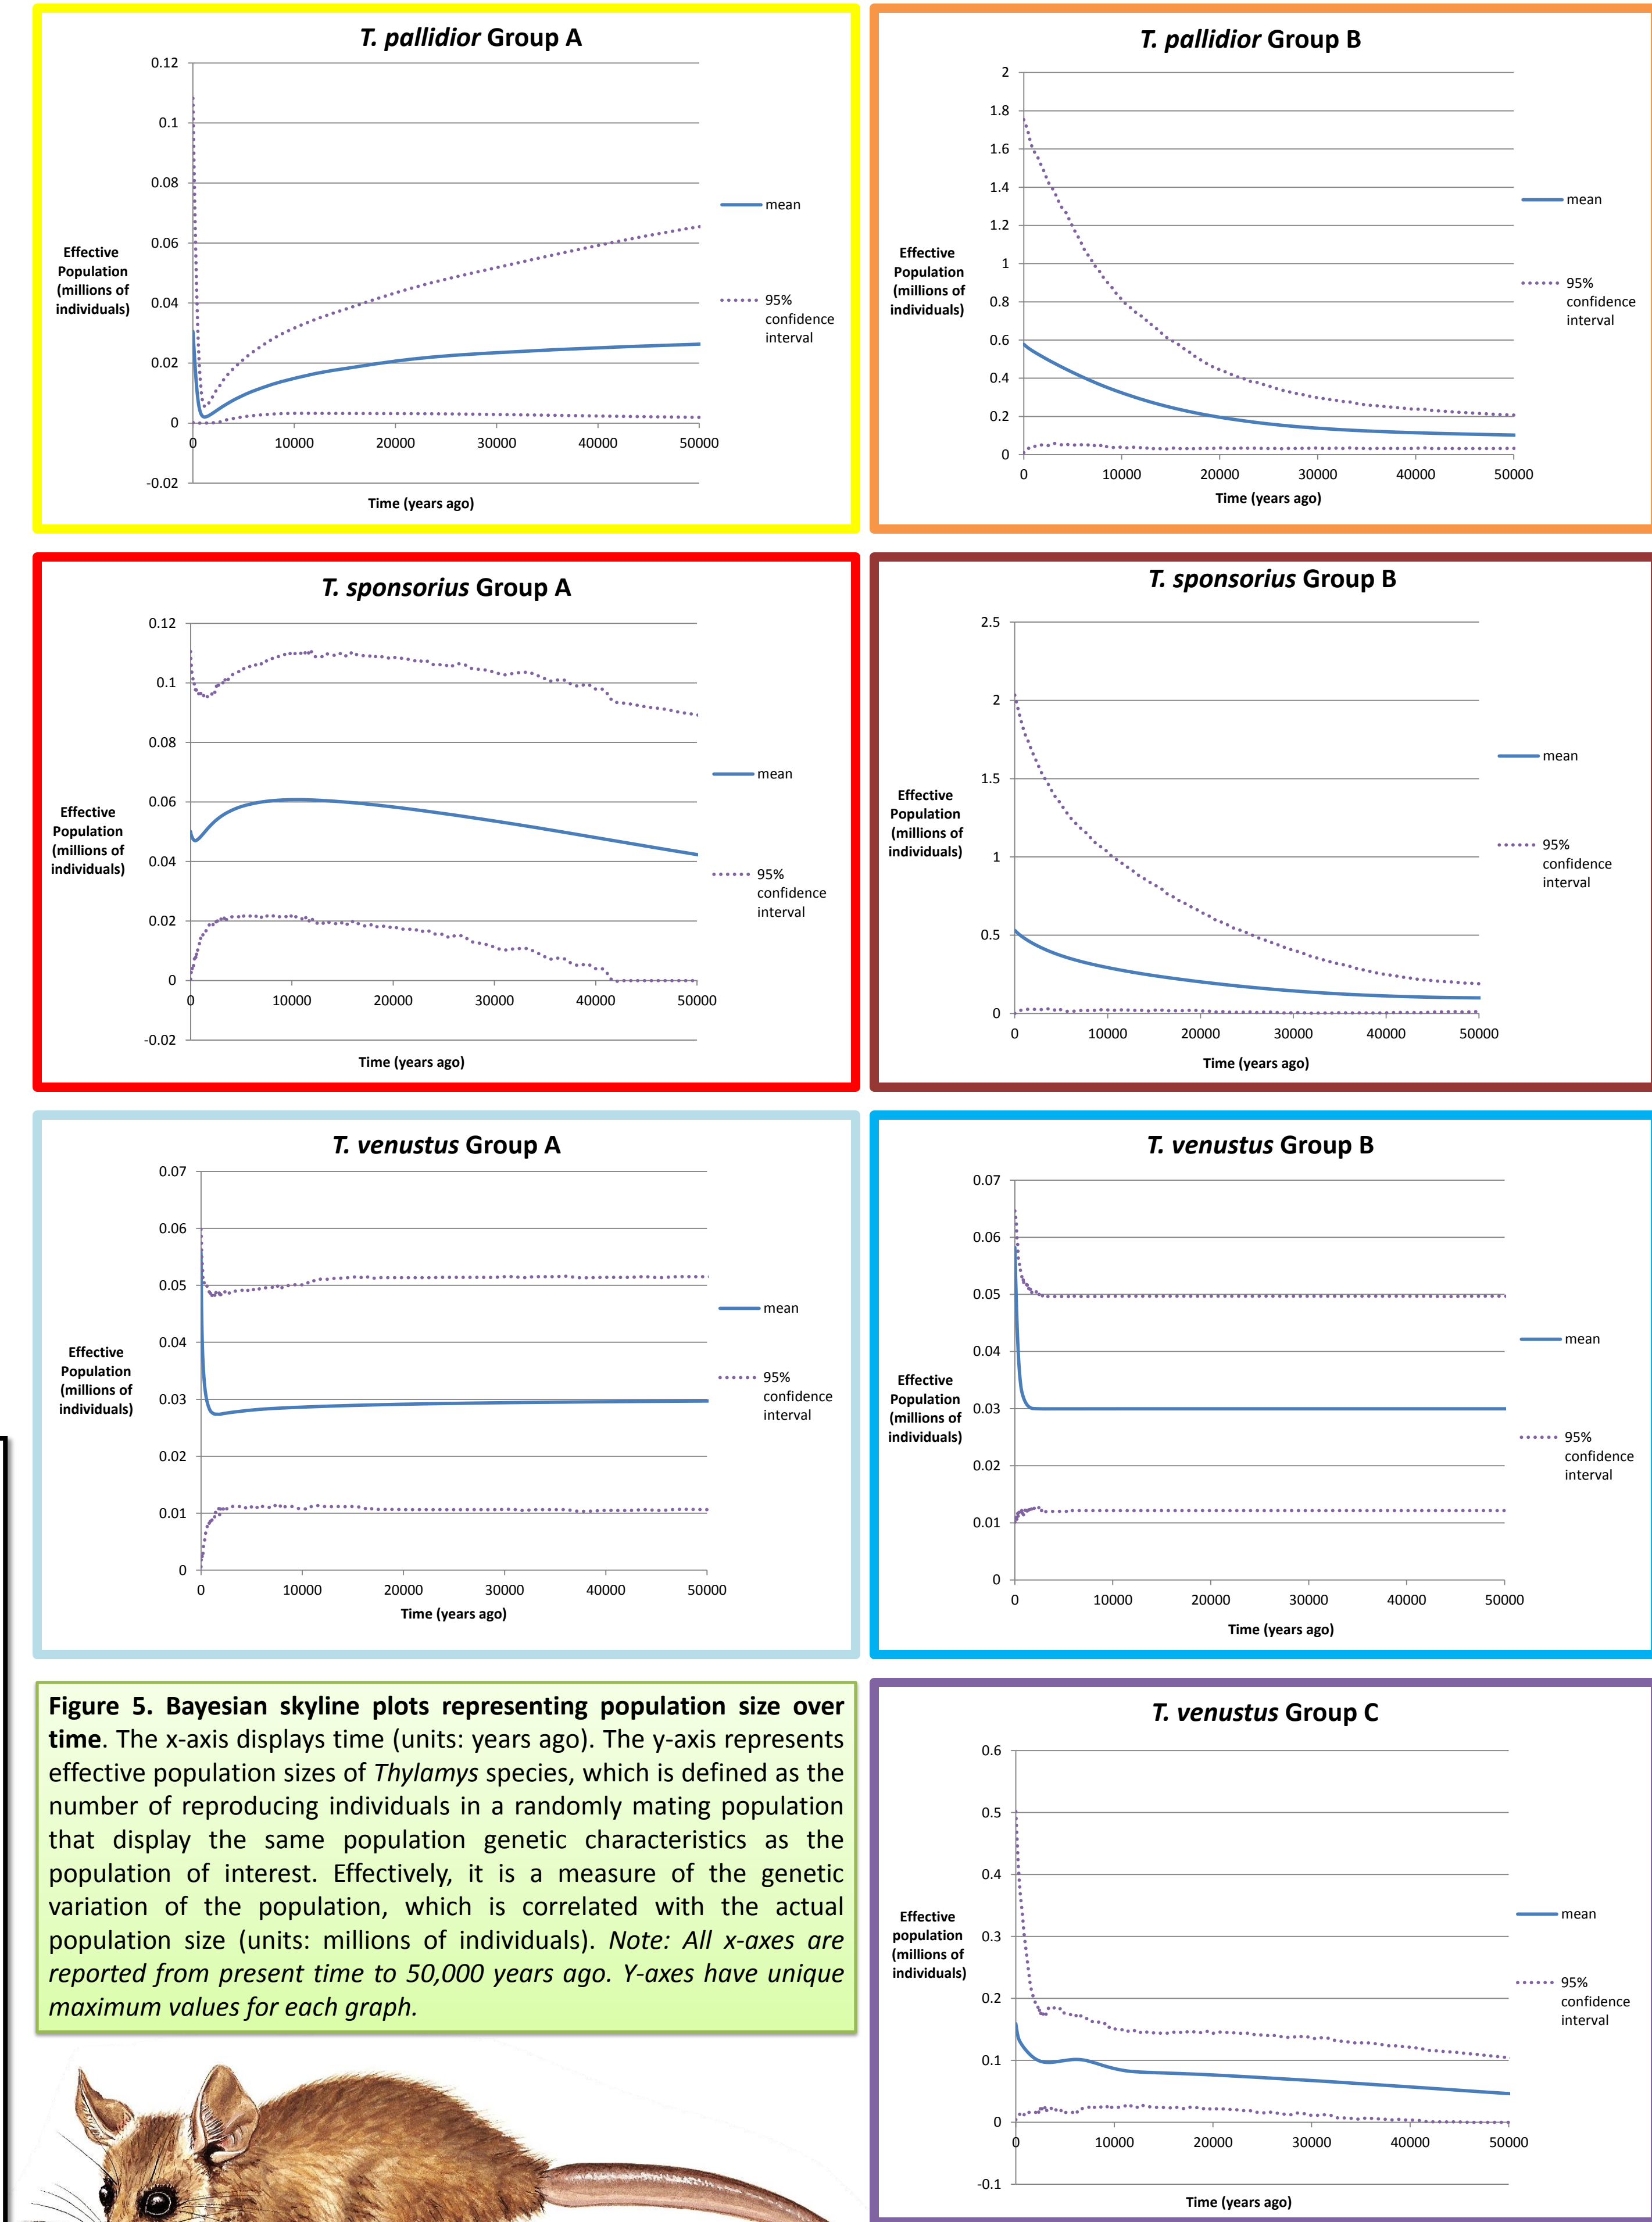 T. pallidior Group A
0.12
0.1
0.08
0.06
0.04
0.02
0
-0.02
Effective
Population
(millions of
individuals)
0 10000 20000 30000 40000 50000
Time (years ago)
mean
95%
confidence
interval
T. pallidior Group B
2
1.8
1.6
1.4
1.2
1
0.8
0.6
0.4
0.2
0
Effective
Population
(millions of
individuals)
0 10000 20000 30000 40000 50000
Time (years ago)
mean
95%
confidence
interval
T. sponsorius Group A
0.12
0.1
0.08
0.06
0.04
0.02
0
-0.02
Effective
Population
(millions of
individuals)
0 10000 20000 30000 40000 50000
Time (years ago)
mean
95%
confidence
interval
T. sponsorius Group B
2.5
2
1.5
1
0.5
0
Effective
Population
(millions of
individuals)
0 10000 20000 30000 40000 50000
Time (years ago)
mean
95%
confidence
interval
T. venustus Group A
0.07
0.06
0.05
0.04
0.03
0.02
0.01
0
Effective
Population
(millions of
individuals)
0 10000 20000 30000 40000 50000
Time (years ago)
mean
95%
confidence
interval
T. venustus Group B
0.07
0.06
0.05
0.04
0.03
0.02
0.01
0
Effective
Population
(millions of
individuals)
0 10000 20000 30000 40000 50000
Time (years ago)
mean
95%
confidence
interval
Figure 5. Bayesian skyline plots representing population size over
time. The x-axis displays time (units: years ago). The y-axis represents
effective population sizes of Thylamys species, which is defined as the
number of reproducing individuals in a randomly mating population
that display the same population genetic characteristics as the
population of interest. Effectively, it is a measure of the genetic
variation of the population, which is correlated with the actual
population size (units: millions of individuals). Note: All x-axes are
reported from present time to 50,000 years ago. Y-axes have unique
maximum values for each graph.
T. venustus Group C
0.6
0.5
0.4
0.3
0.2
0.1
0
-0.1
Effective
population
(millions of
individuals)
0 10000 20000 30000 40000 50000
Time (years ago)
mean
95%
confidence
interval